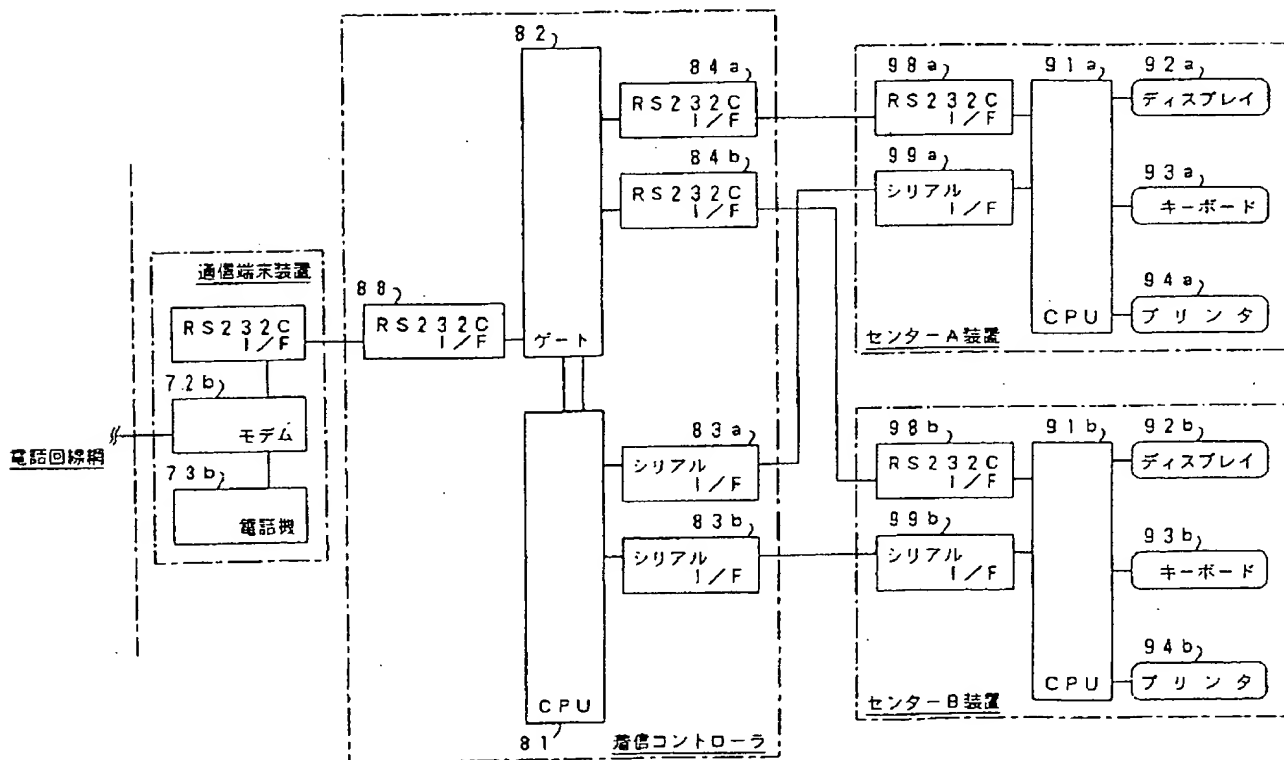 電話回線網
通信端末装置
RS232C
I/F
72b
モデム
73b
電話機
88
RS232C
I/F
82
ゲート
84a
RS232C
I/F
84b
RS232C
I/F
83a
シリアル
I/F
83b
シリアル
I/F
CPU
81
着信コントローラ
98a
RS232C
I/F
99a
シリアル
I/F
91a
CPU
92a
ディスプレイ
93a
キーボード
94a
プリンタ
センターA装置
98b
RS232C
I/F
99b
シリアル
I/F
91b
CPU
92b
ディスプレイ
93b
キーボード
94b
プリンタ
センターB装置